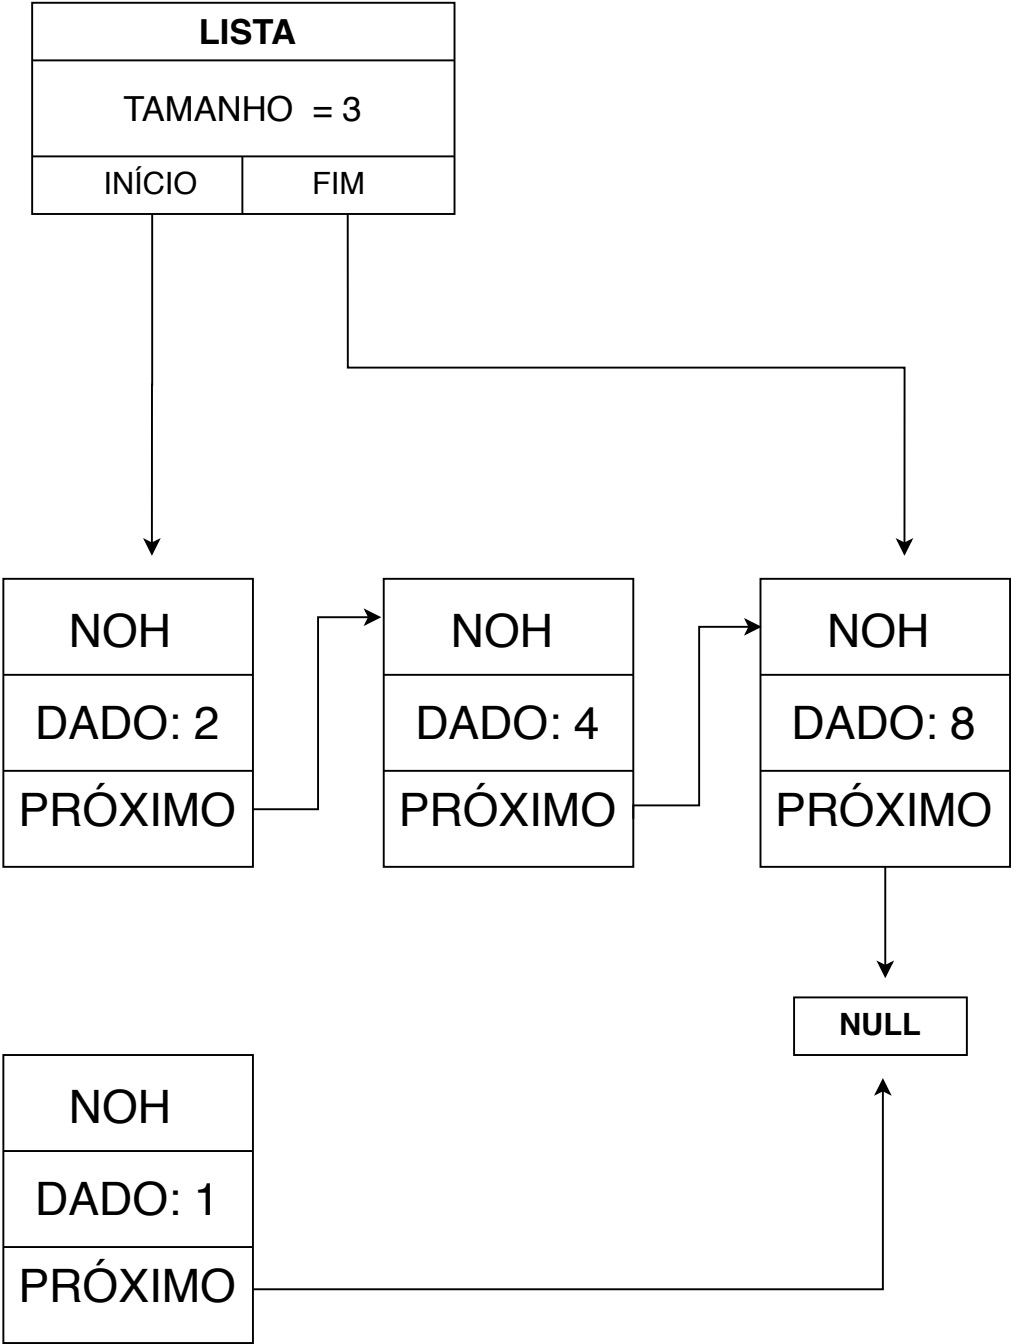 LISTA
TAMANHO = 3
INÍCIO FIM
NOH NOH NOH
DADO: 2 DADO: 4 DADO: 8
PRÓXIMO PRÓXIMO PRÓXIMO
NULL
NOH
DADO: 1
PRÓXIMO